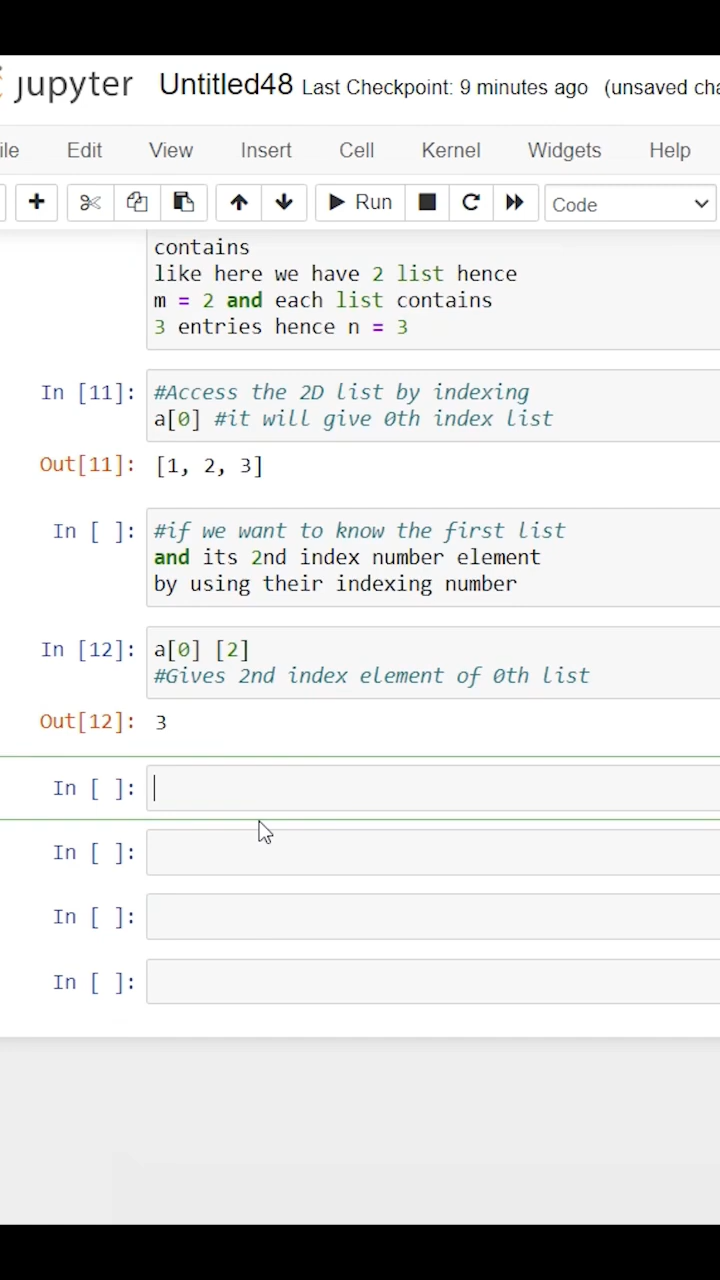 jupyter Untitled48 Last Checkpoint: 9 minutes ago (unsaved cha
ile Edit View Insert Cell Kernel Widgets Help
Run Code
contains
like here we have 2 list hence
m = 2 and each list contains
3 entries hence n = 3
In [11]: #Access the 2D list by indexing
a[0] #it will give 0th index list
Out[11]: [1, 2, 3]
In [ ]: #if we want to know the first list
and its 2nd index number element
by using their indexing number
In [12]: a[0] [2]
#Gives 2nd index element of 0th list
Out[12]: 3
In [ ]:
In [ ]:
In [ ]:
In [ ]: